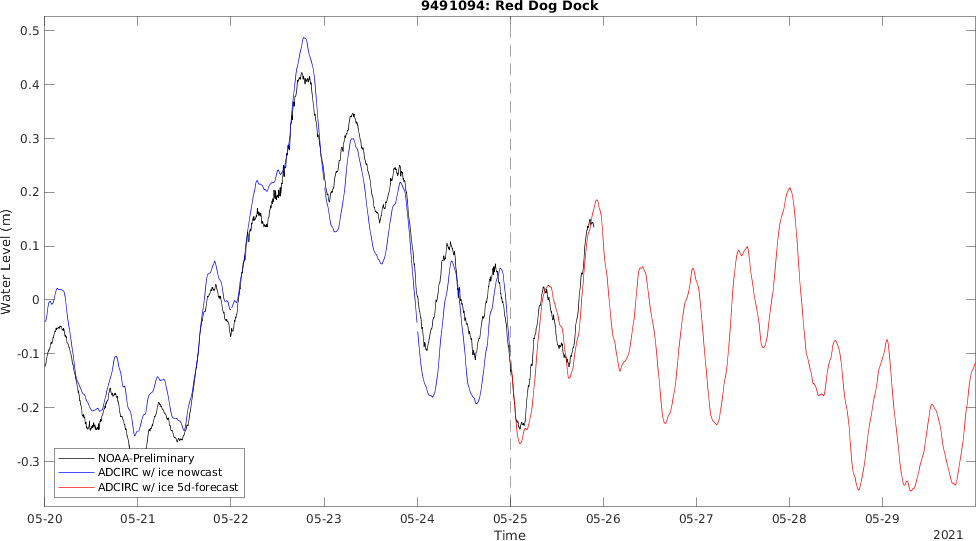 9491094: Red Dog Dock
Water Level (m)
0.5
0.4
0.3
0.2
0.1
0
-0.1
-0.2
-0.3
NOAA-Preliminary
ADCIRC w/ ice nowcast
ADCIRC w/ ice 5d-forecast
05-20 05-21 05-22 05-23 05-24 05-25 05-26 05-27 05-28 05-29
Time
2021